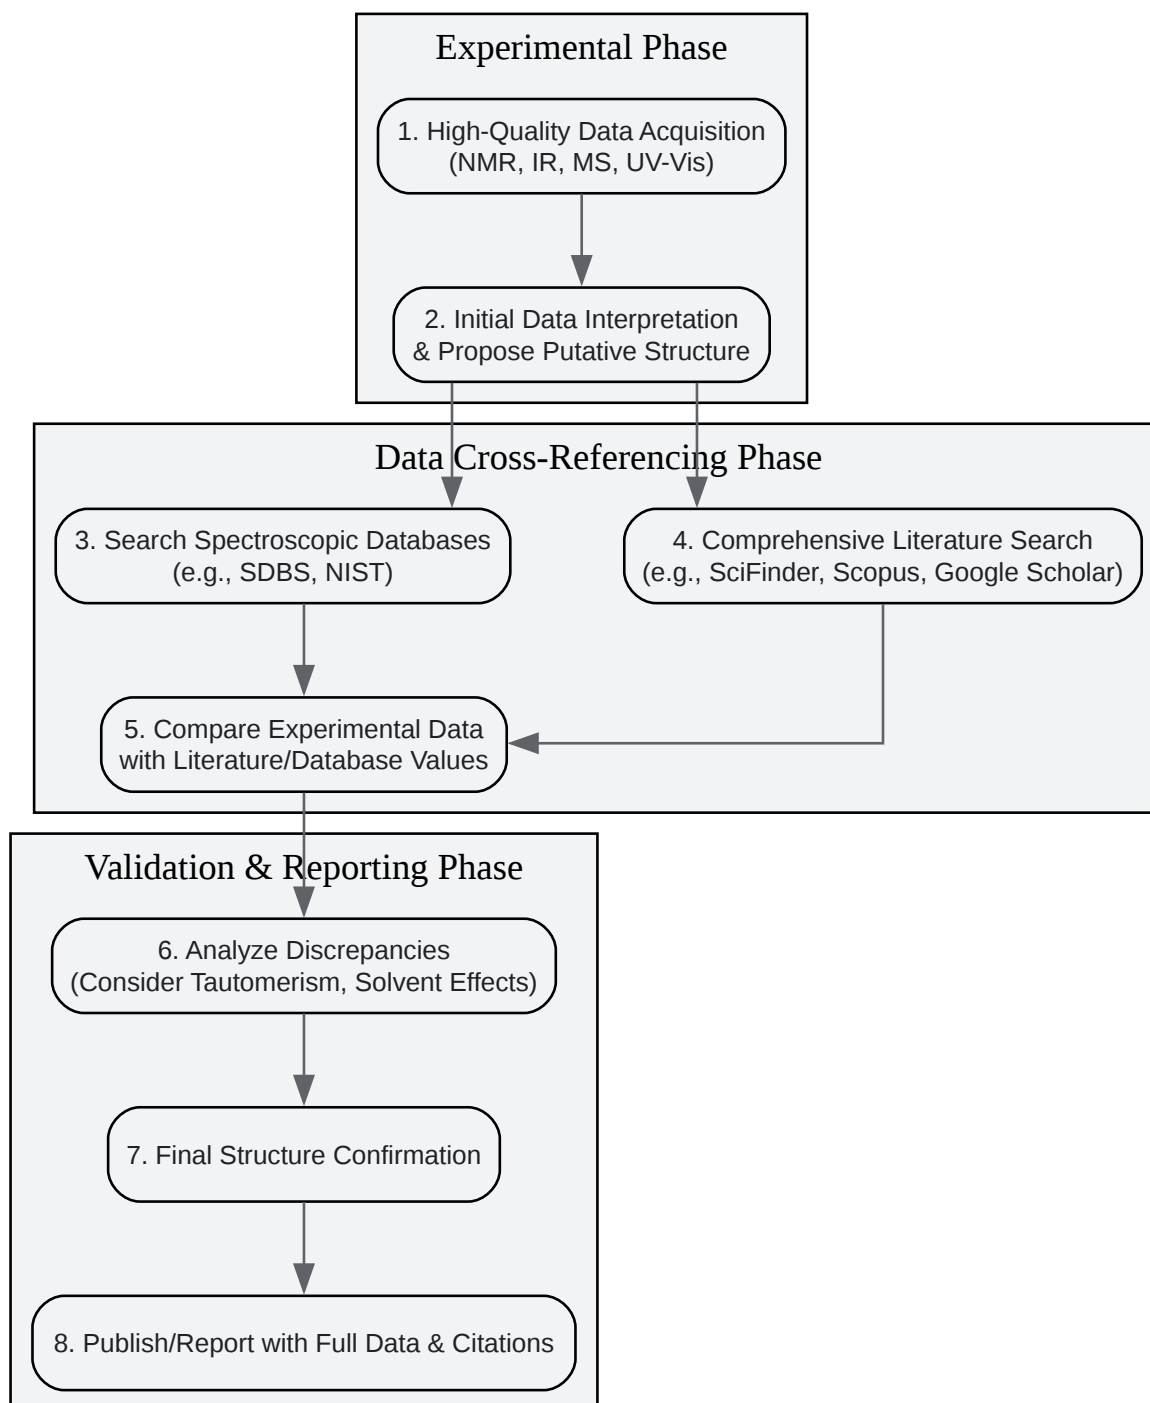 Experimental Phase
1. High-Quality Data Acquisition
(NMR, IR, MS, UV-Vis)
2. Initial Data Interpretation
& Propose Putative Structure
Data Cross-Referencing Phase
3. Search Spectroscopic Databases
(e.g., SDBS, NIST)
4. Comprehensive Literature Search
(e.g., SciFinder, Scopus, Google Scholar)
5. Compare Experimental Data
with Literature/Database Values
Validation & Reporting Phase
6. Analyze Discrepancies
(Consider Tautomerism, Solvent Effects)
7. Final Structure Confirmation
8. Publish/Report with Full Data & Citations